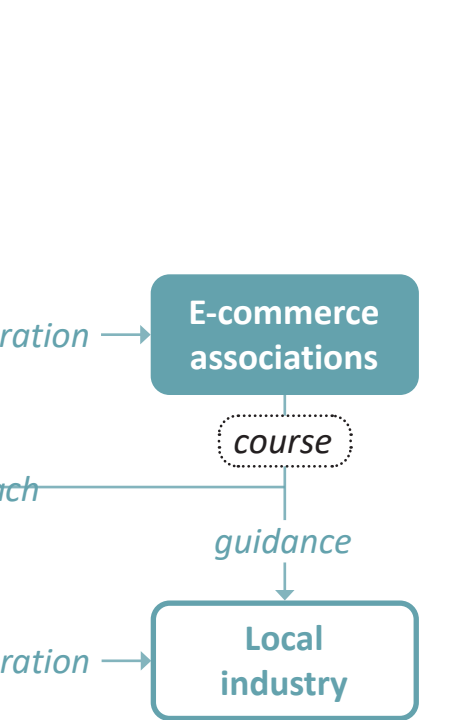 E-commerce
associations
ration
course
ach
guidance
Local
industry
ration